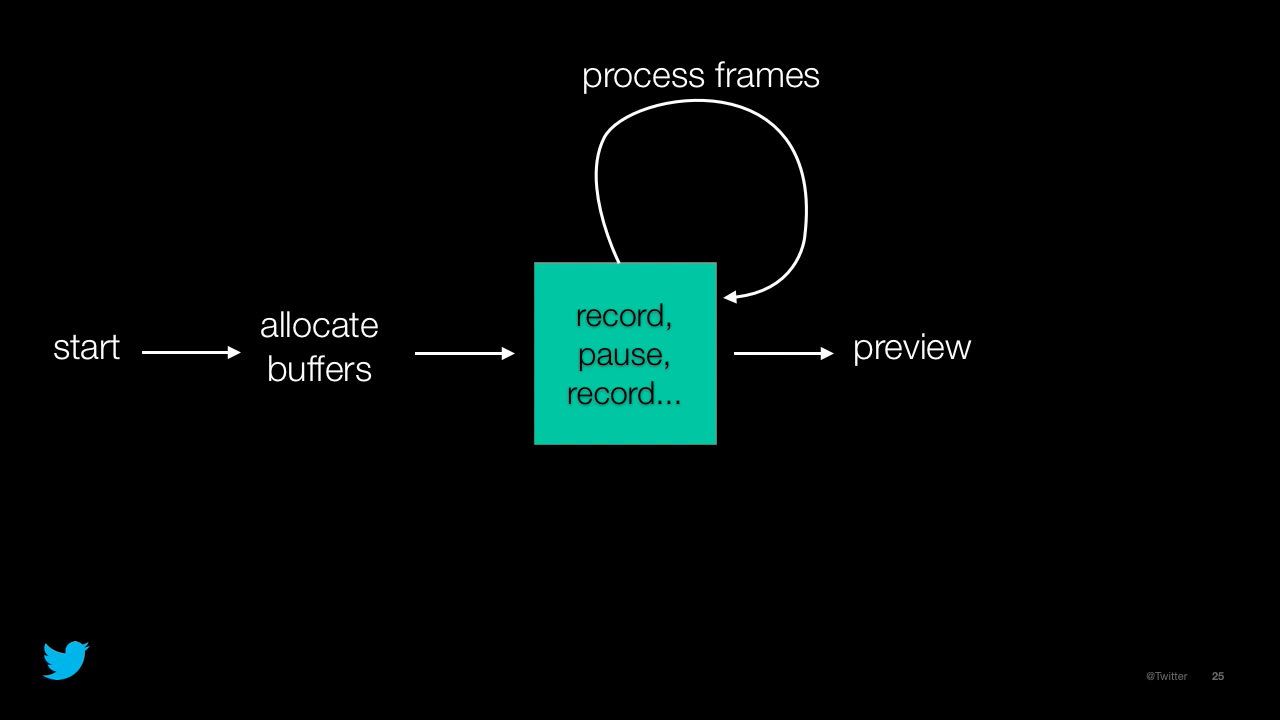 process frames
start
allocate
buffers
record,
pause,
record...
preview
@Twitter 25